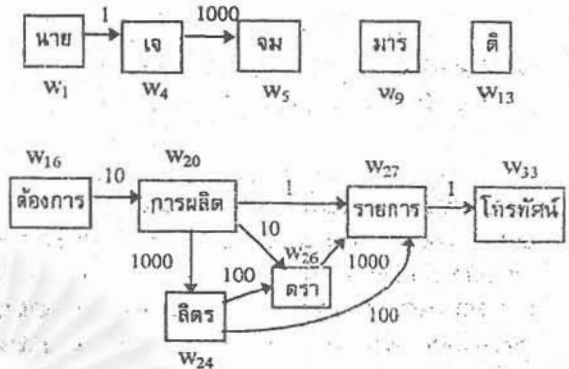 1 1000
นาย เจ จม มาร ติ
W1 W4 W5 W9 W13
W16 W20 W27 W33
10 1 1
ต้องการ การผลิต รายการ โทรทัศน์
10
W26
1000 100 1000
ดรา
ลิตร 100
W24